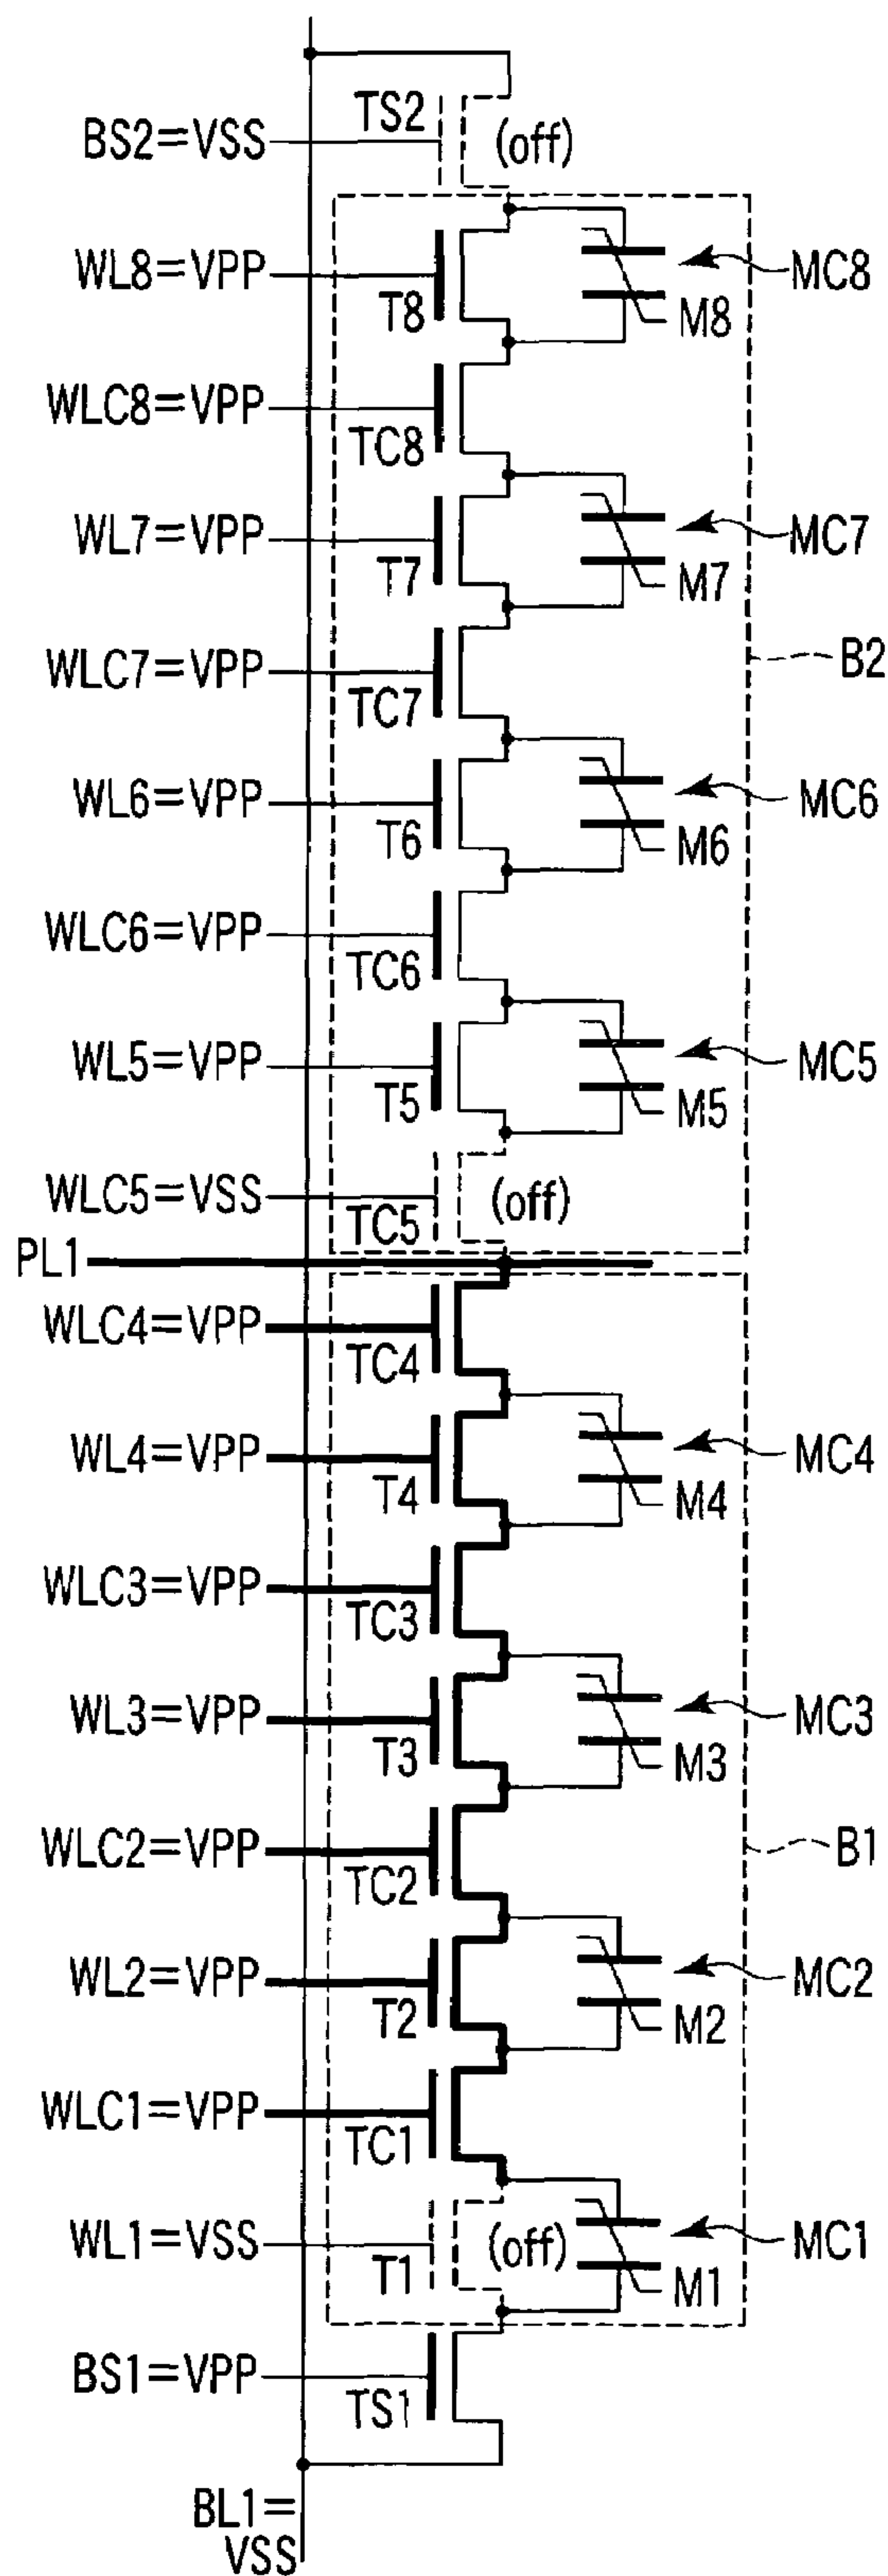 TS2
BS2=VSS
(off)
WL8=VPP
T8
MC8
M8
WLC8=VPP
TC8
WL7=VPP
T7
MC7
M7
WLC7=VPP
TC7
B2
WL6=VPP
T6
MC6
M6
WLC6=VPP
TC6
WL5=VPP
T5
MC5
M5
WLC5=VSS
TC5
(off)
PL1
WLC4=VPP
TC4
WL4=VPP
T4
MC4
M4
WLC3=VPP
TC3
WL3=VPP
T3
MC3
M3
WLC2=VPP
TC2
B1
WL2=VPP
T2
MC2
M2
WLC1=VPP
TC1
WL1=VSS
T1
(off)
MC1
M1
BS1=VPP
TS1
BL1=
VSS